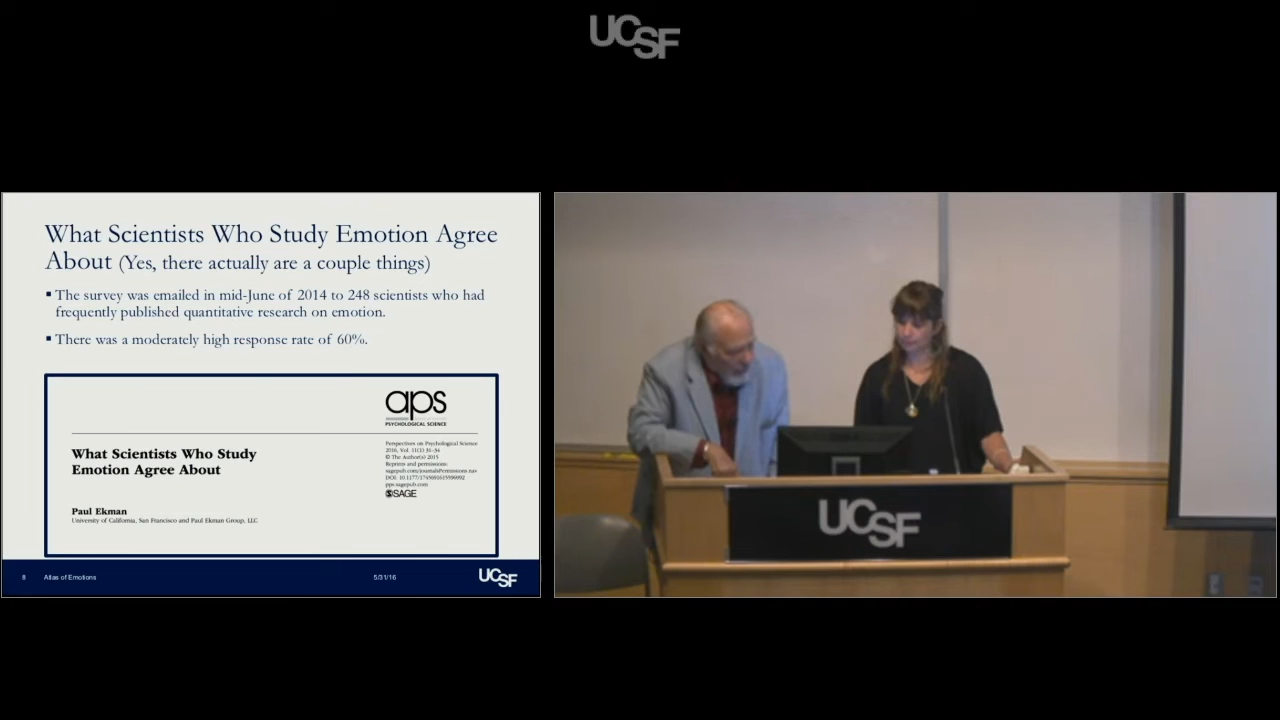 UCSF
What Scientists Who Study Emotion Agree
About (Yes, there actually are a couple things)
▪ The survey was emailed in mid-June of 2014 to 248 scientists who had
frequently published quantitative research on emotion.
▪ There was a moderately high response rate of 60%.
aps
PSYCHOLOGICAL SCIENCE
What Scientists Who Study
Emotion Agree About
Perspectives on Psychological Science
2016, Vol. 11(1) 31–34
© The Author(s) 2015
Reprints and permissions:
sagepub.com/journalsPermissions.nav
pps.sagepub.com
SAGE
Paul Ekman
University of California, San Francisco and Paul Ekman Group, LLC
8 Atlas of Emotions 5/31/16 UCSF
UCSF